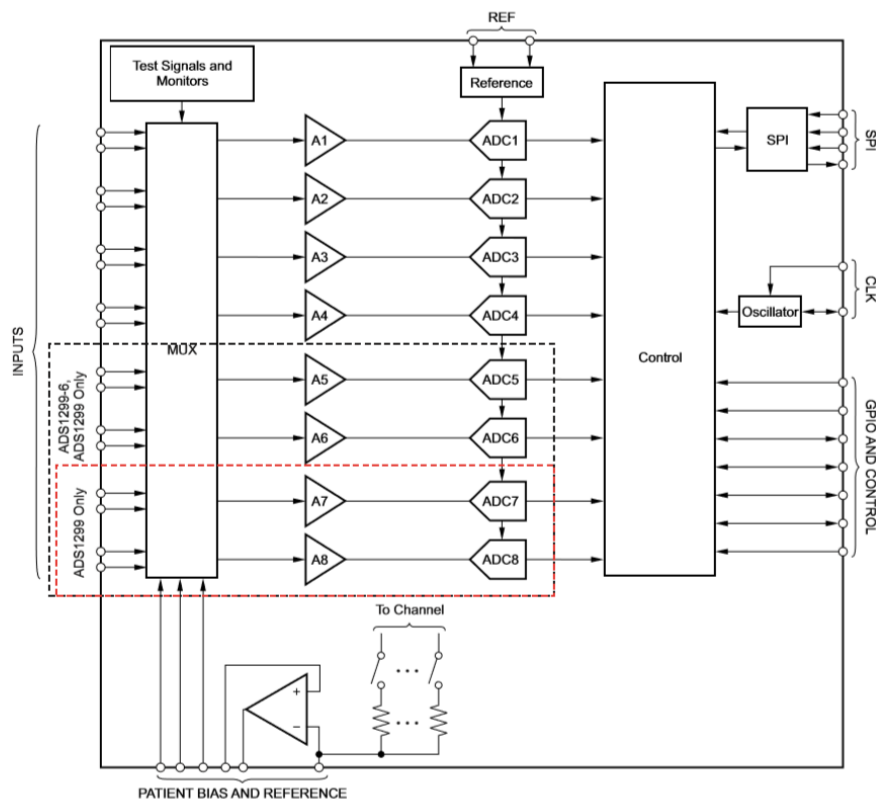 REF
Test Signals and
Monitors
Reference
INPUTS
MUX
A1
ADC1
A2
ADC2
A3
ADC3
A4
ADC4
A5
ADC5
A6
ADC6
A7
ADC7
A8
ADC8
ADS1299-6,
ADS1299 Only
ADS1299 Only
Control
SPI
SPI
Oscillator
CLK
GPIO AND CONTROL
To Channel
+
−
PATIENT BIAS AND REFERENCE